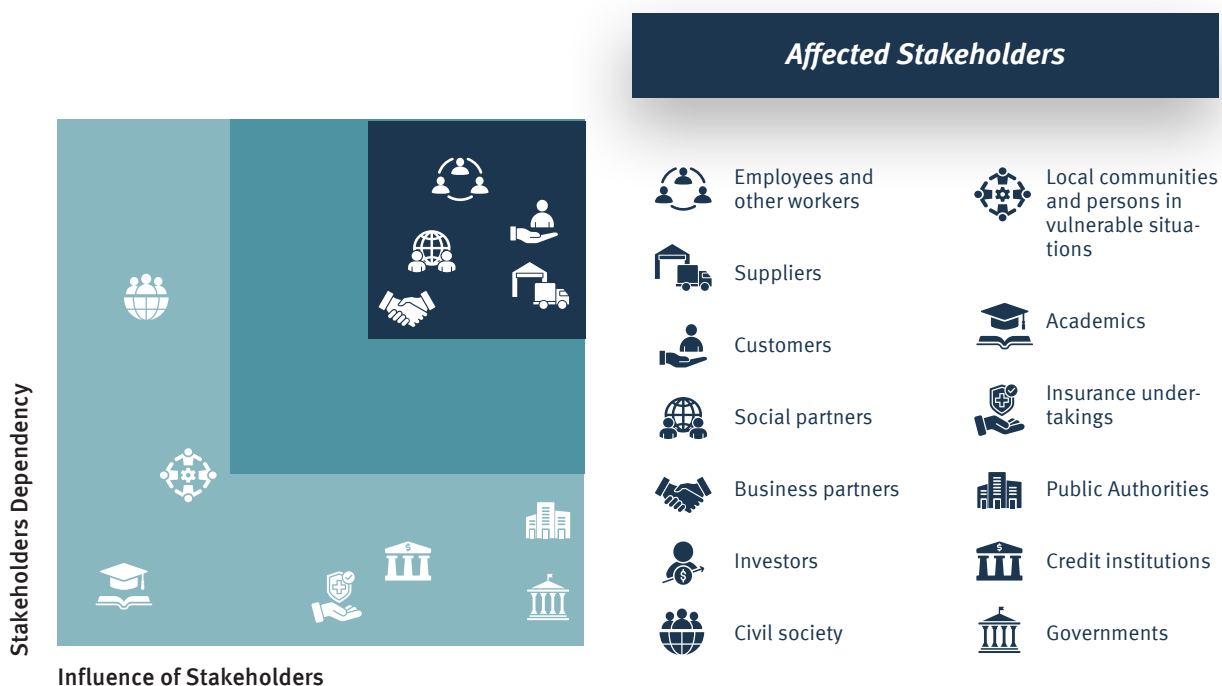 Affected Stakeholders
Stakeholders Dependency
Influence of Stakeholders
Employees and
other workers
Suppliers
Customers
Social partners
Business partners
Investors
Civil society
Local communities
and persons in
vulnerable situa-
tions
Academics
Insurance under-
takings
Public Authorities
Credit institutions
Governments